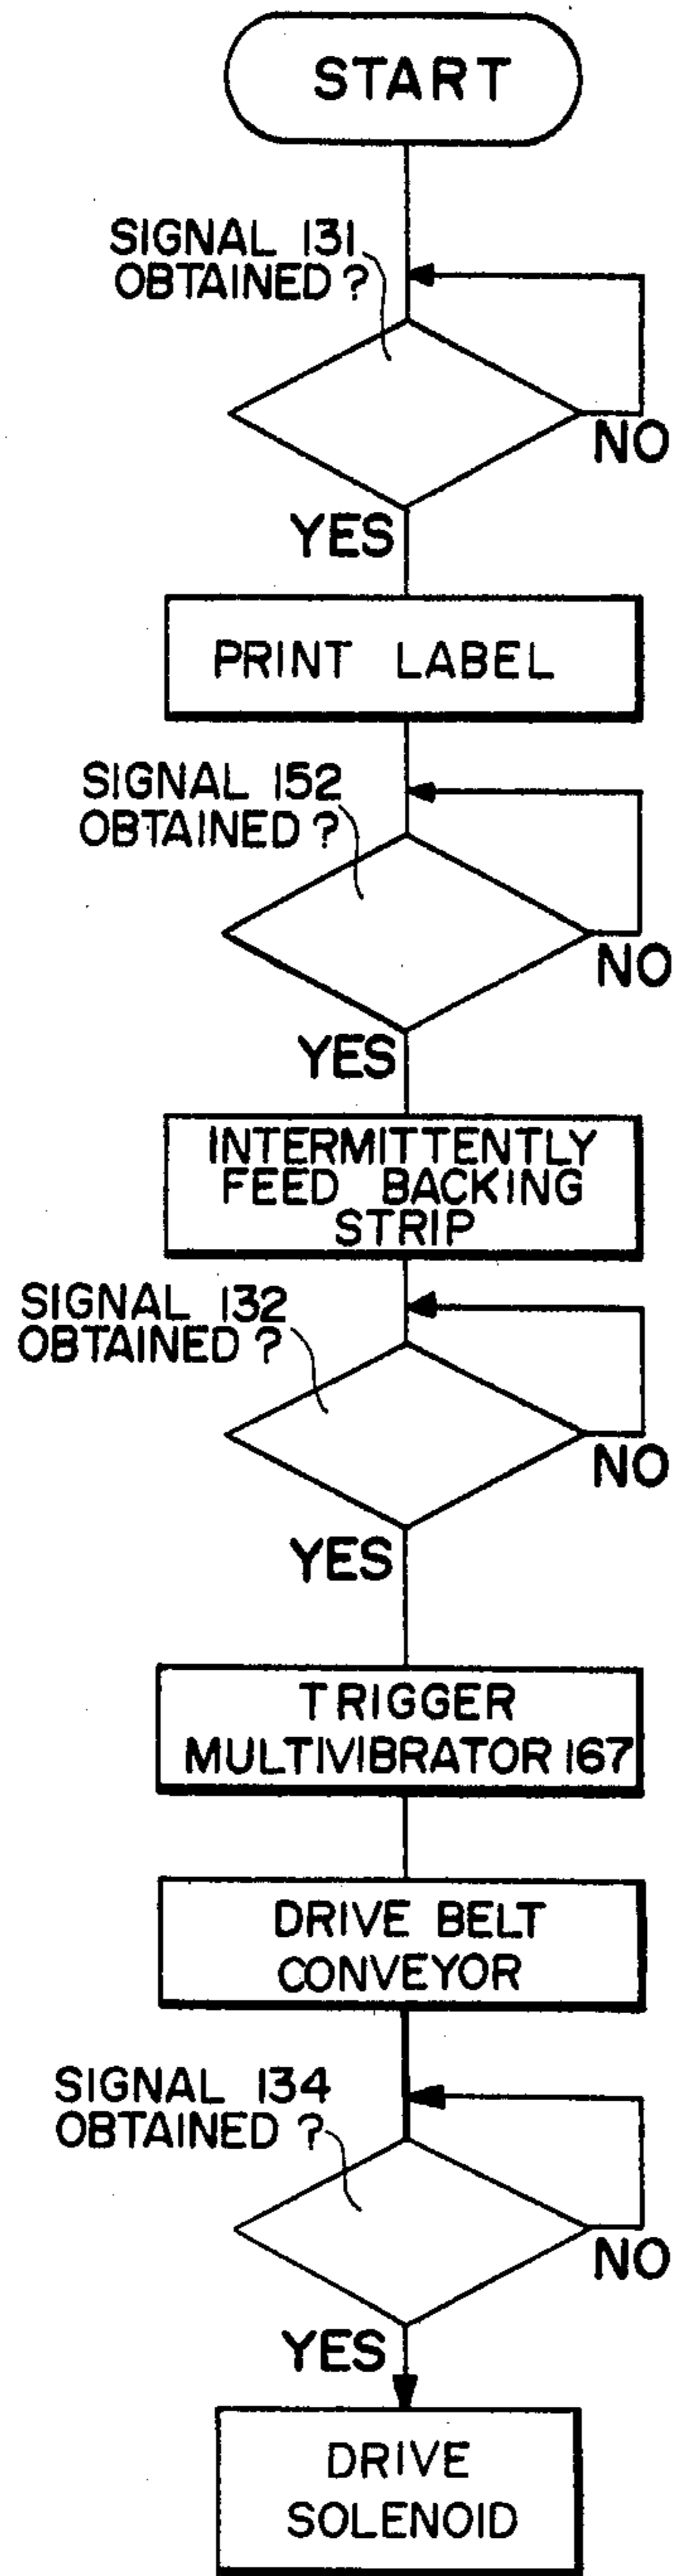 START
SIGNAL 131
OBTAINED ?
NO
YES
PRINT LABEL
SIGNAL 152
OBTAINED ?
NO
YES
INTERMITTENTLY
FEED BACKING
STRIP
SIGNAL 132
OBTAINED ?
NO
YES
TRIGGER
MULTIVIBRATOR 167
DRIVE BELT
CONVEYOR
SIGNAL 134
OBTAINED ?
NO
YES
DRIVE
SOLENOID